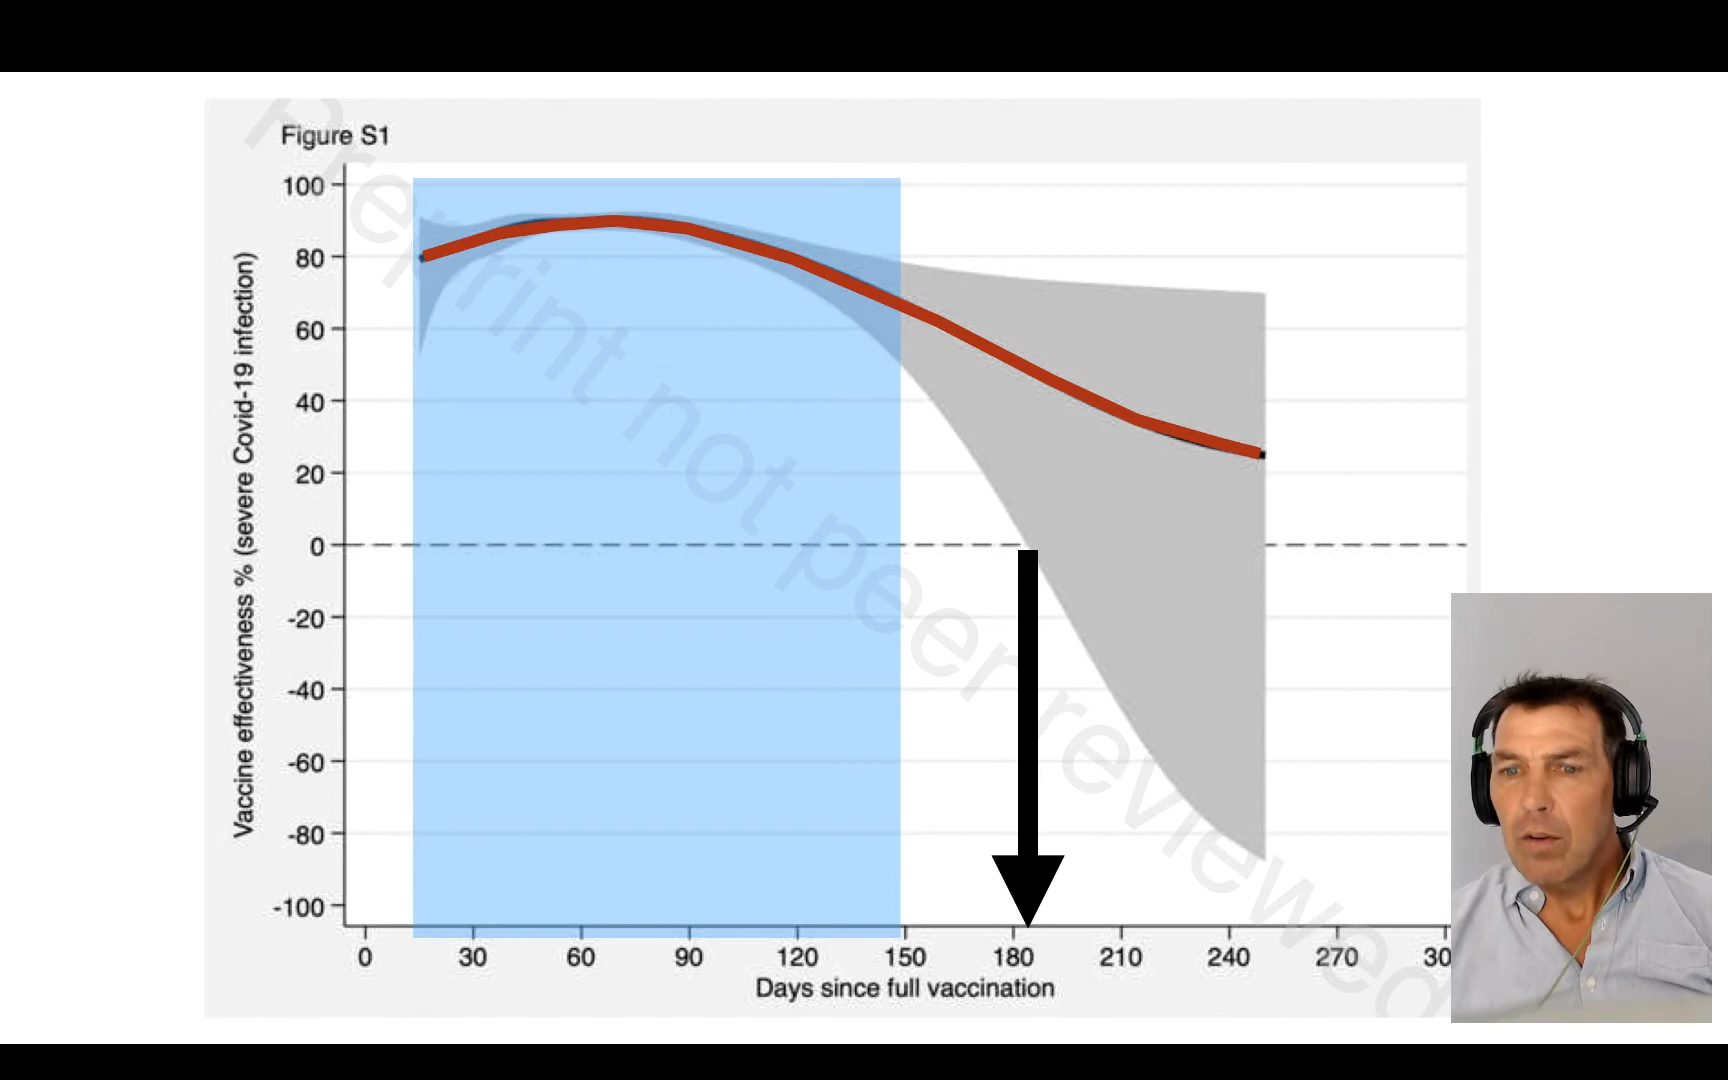 Figure S1
Preprint not peer reviewed
Vaccine effectiveness % (severe Covid-19 infection)
100
80
60
40
20
0
-20
-40
-60
-80
-100
0 30 60 90 120 150 180 210 240 270 30
Days since full vaccination